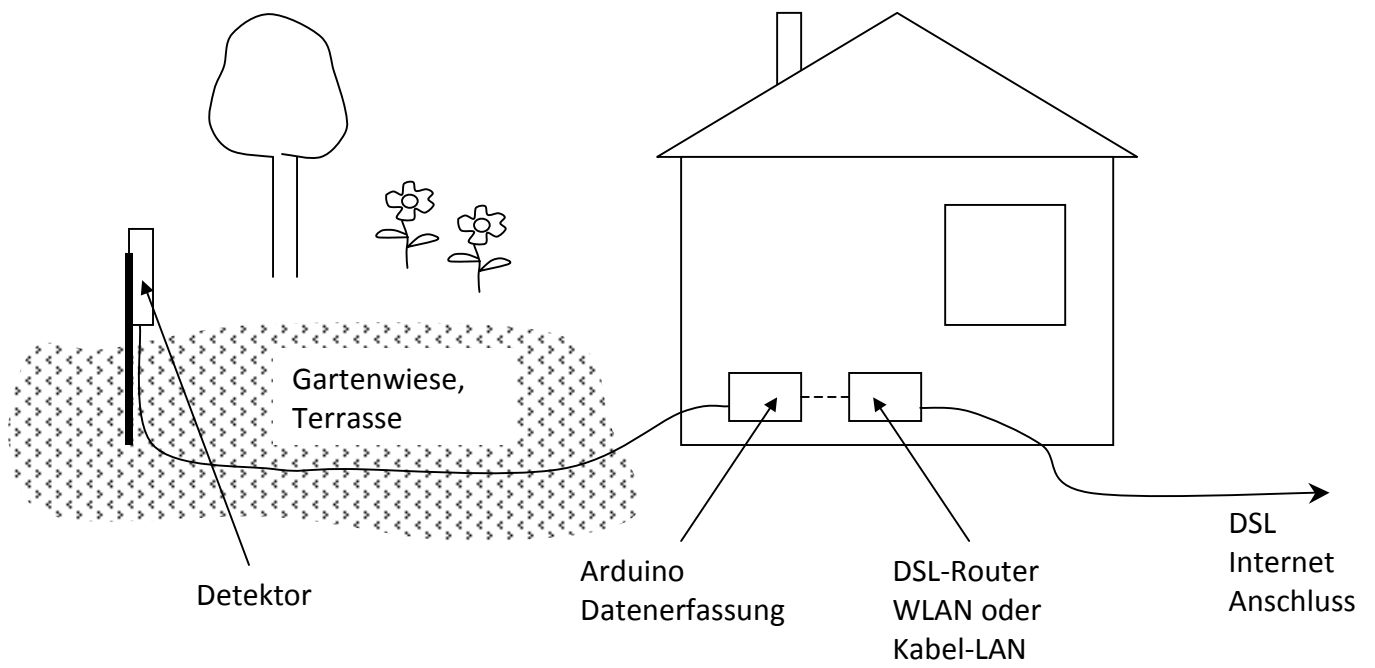 Gartenwiese,
Terrasse
Detektor
Arduino
Datenerfassung
DSL-Router
WLAN oder
Kabel-LAN
DSL
Internet
Anschluss